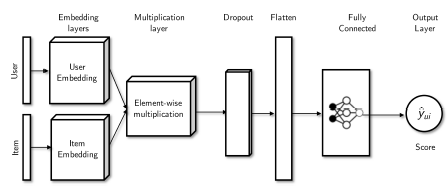 Embedding
layers
Multiplication
layer
Dropout
Flatten
Fully
Connected
Output
Layer
User
User
Embedding
Element-wise
multiplication
Item
Item
Embedding
ŷui
Score